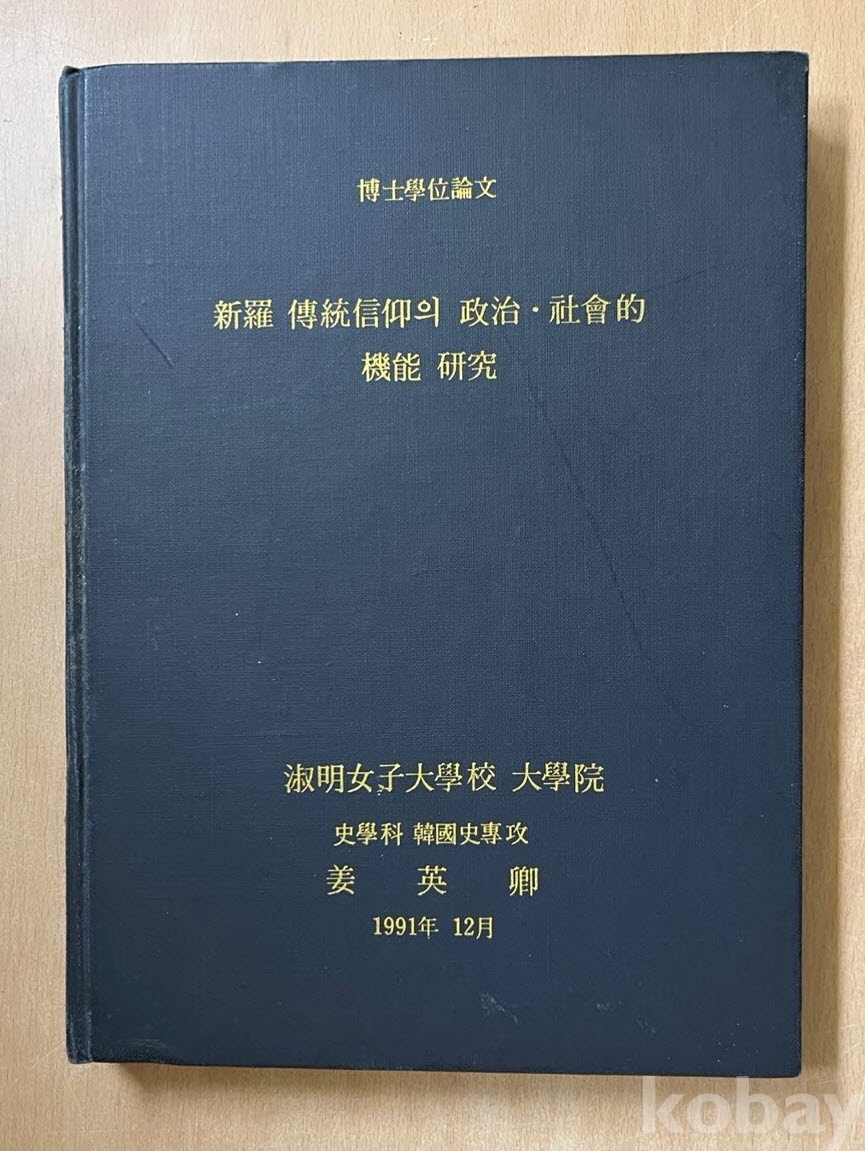 博士學位論文
新羅 傳統信仰의 政治・社會的
機能 硏究
淑明女子大學校 大學院
史學科 韓國史專攻
姜 英 卿
1991年 12月
kobay